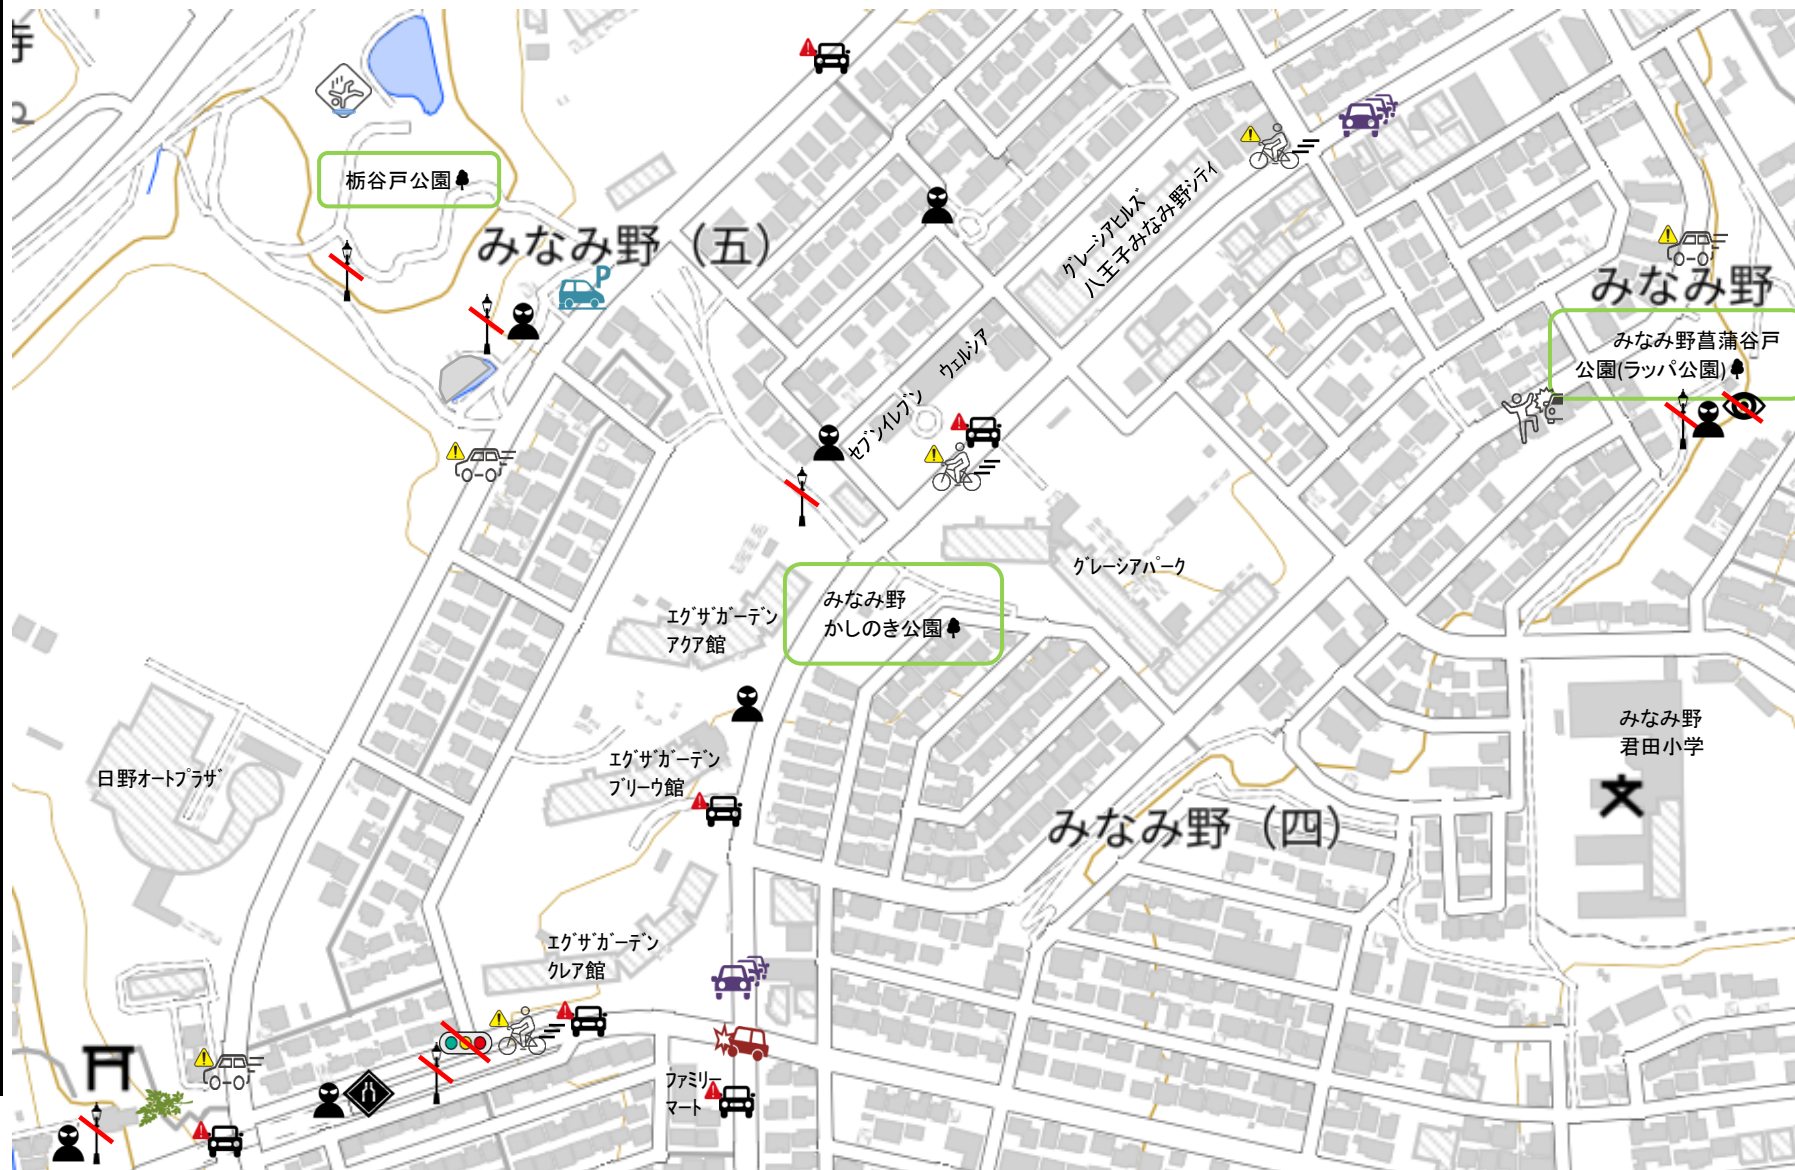 寺
栃谷戸公園
みなみ野（五）
P
グレーシアヒルズ
八王子みなみ野シティ
みなみ野
みなみ野菖蒲谷戸
公園(ラッパ公園)
ウェルシア
セブンイレブン
グレーシアパーク
みなみ野
かしのき公園
エグザガーデン
アクア館
みなみ野
君田小学
エグザガーデン
ブリーウ館
日野オートプラザ
みなみ野（四）
エグザガーデン
クレア館
ファミリー
マート